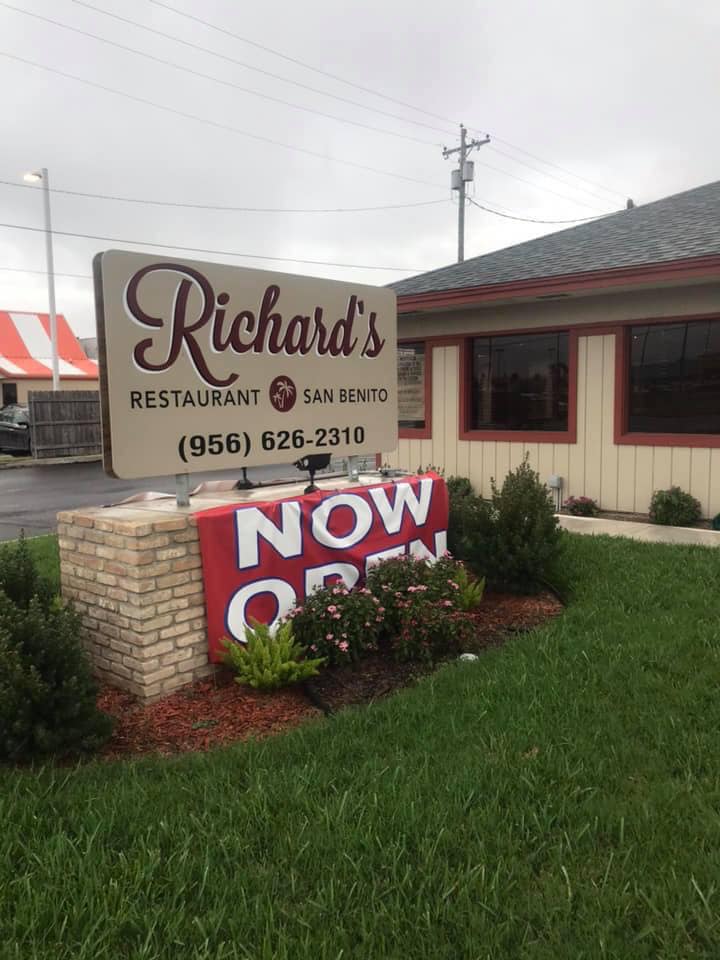 Richard's
RESTAURANT SAN BENITO
(956) 626-2310
NOW
OPEN